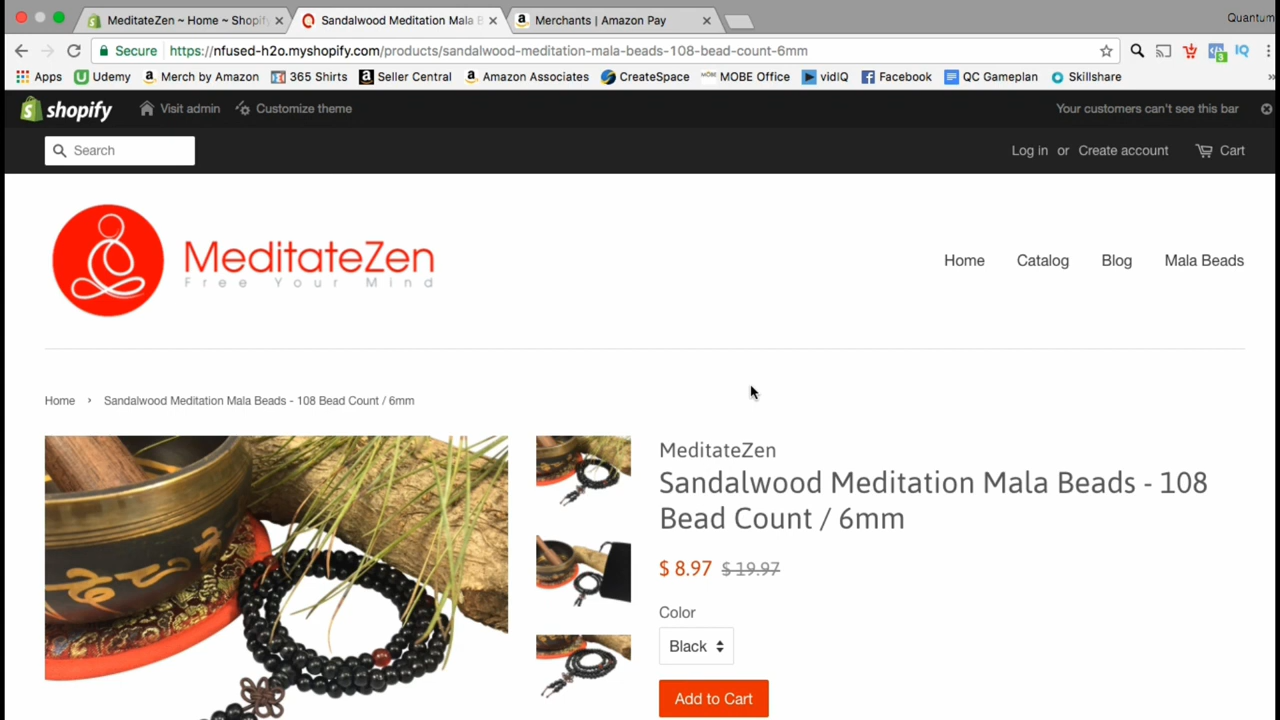 MeditateZen ~ Home ~ Shopify
Sandalwood Meditation Mala B
Merchants | Amazon Pay
Quantum
Secure
https://nfused-h2o.myshopify.com/products/sandalwood-meditation-mala-beads-108-bead-count-6mm
3
IQ
Apps
Udemy
Merch by Amazon
365 Shirts
Seller Central
Amazon Associates
CreateSpace
MOBE Office
vidIQ
Facebook
QC Gameplan
Skillshare
»
shopify
Visit admin
Customize theme
Your customers can't see this bar
Search
Log in or Create account
Cart
MeditateZen
Free Your Mind
Home
Catalog
Blog
Mala Beads
Home › Sandalwood Meditation Mala Beads - 108 Bead Count / 6mm
MeditateZen
Sandalwood Meditation Mala Beads - 108
Bead Count / 6mm
$ 8.97 $ 19.97
Color
Black
Add to Cart